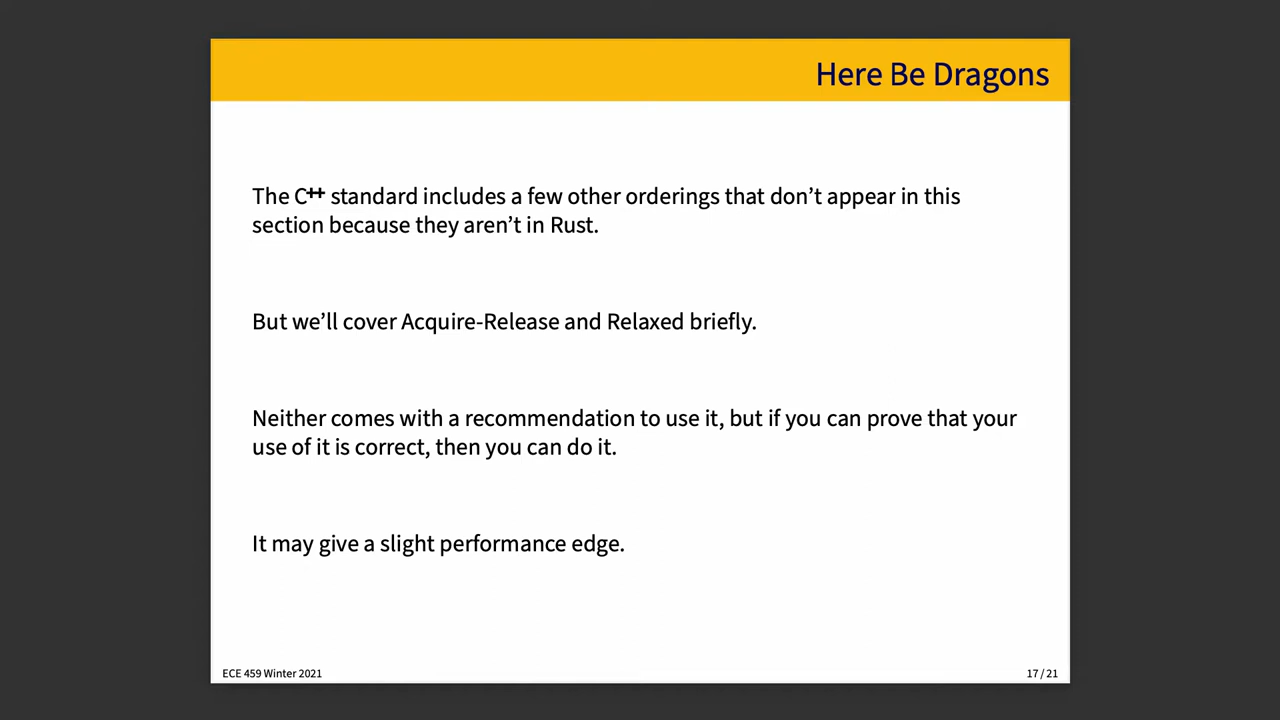 Here Be Dragons
The C++ standard includes a few other orderings that don’t appear in this
section because they aren’t in Rust.
But we’ll cover Acquire-Release and Relaxed briefly.
Neither comes with a recommendation to use it, but if you can prove that your
use of it is correct, then you can do it.
It may give a slight performance edge.
ECE 459 Winter 2021
17 / 21